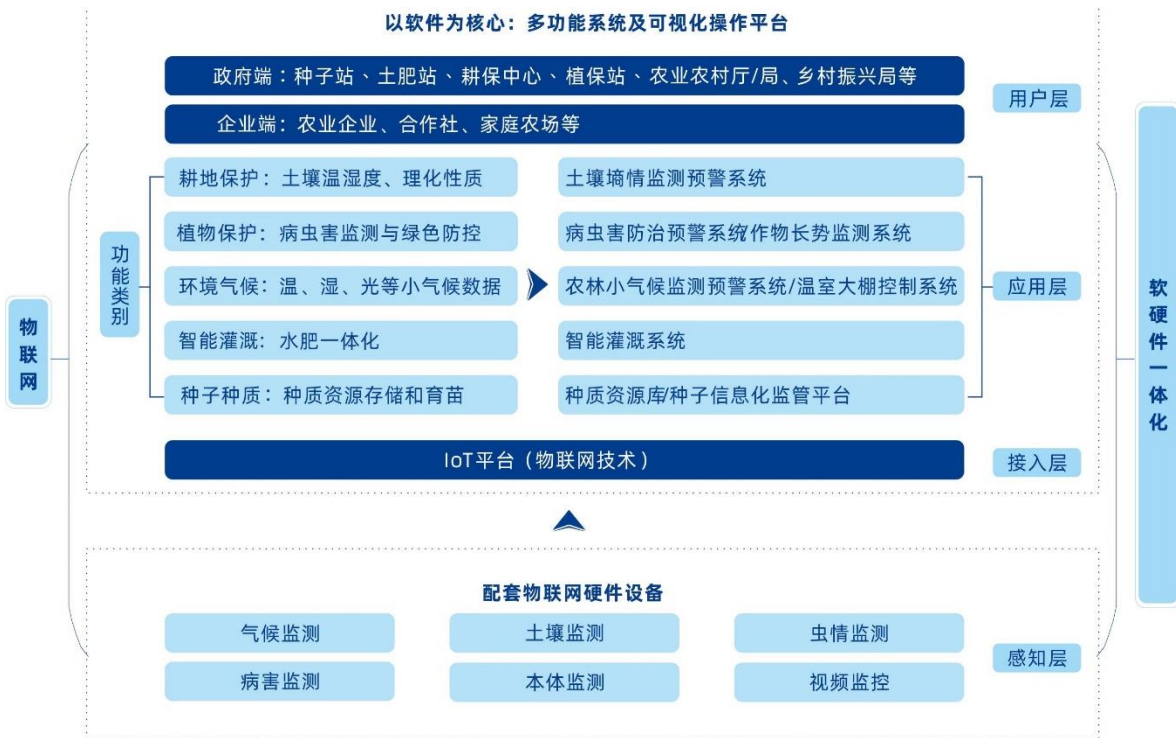 以软件为核心：多功能系统及可视化操作平台
政府端：种子站、土肥站、耕保中心、植保站、农业农村厅/局、乡村振兴局等
企业端：农业企业、合作社、家庭农场等
用户层
功能类别
耕地保护：土壤温湿度、理化性质
土壤墒情监测预警系统
植物保护：病虫害监测与绿色防控
病虫害防治预警系统/作物长势监测系统
环境气候：温、湿、光等小气候数据
农林小气候监测预警系统/温室大棚控制系统
智能灌溉：水肥一体化
智能灌溉系统
种子种质：种质资源存储和育苗
种质资源库/种子信息化监管平台
应用层
IoT平台（物联网技术）
接入层
物联网
软硬件一体化
配套物联网硬件设备
气候监测
土壤监测
虫情监测
病害监测
本体监测
视频监控
感知层